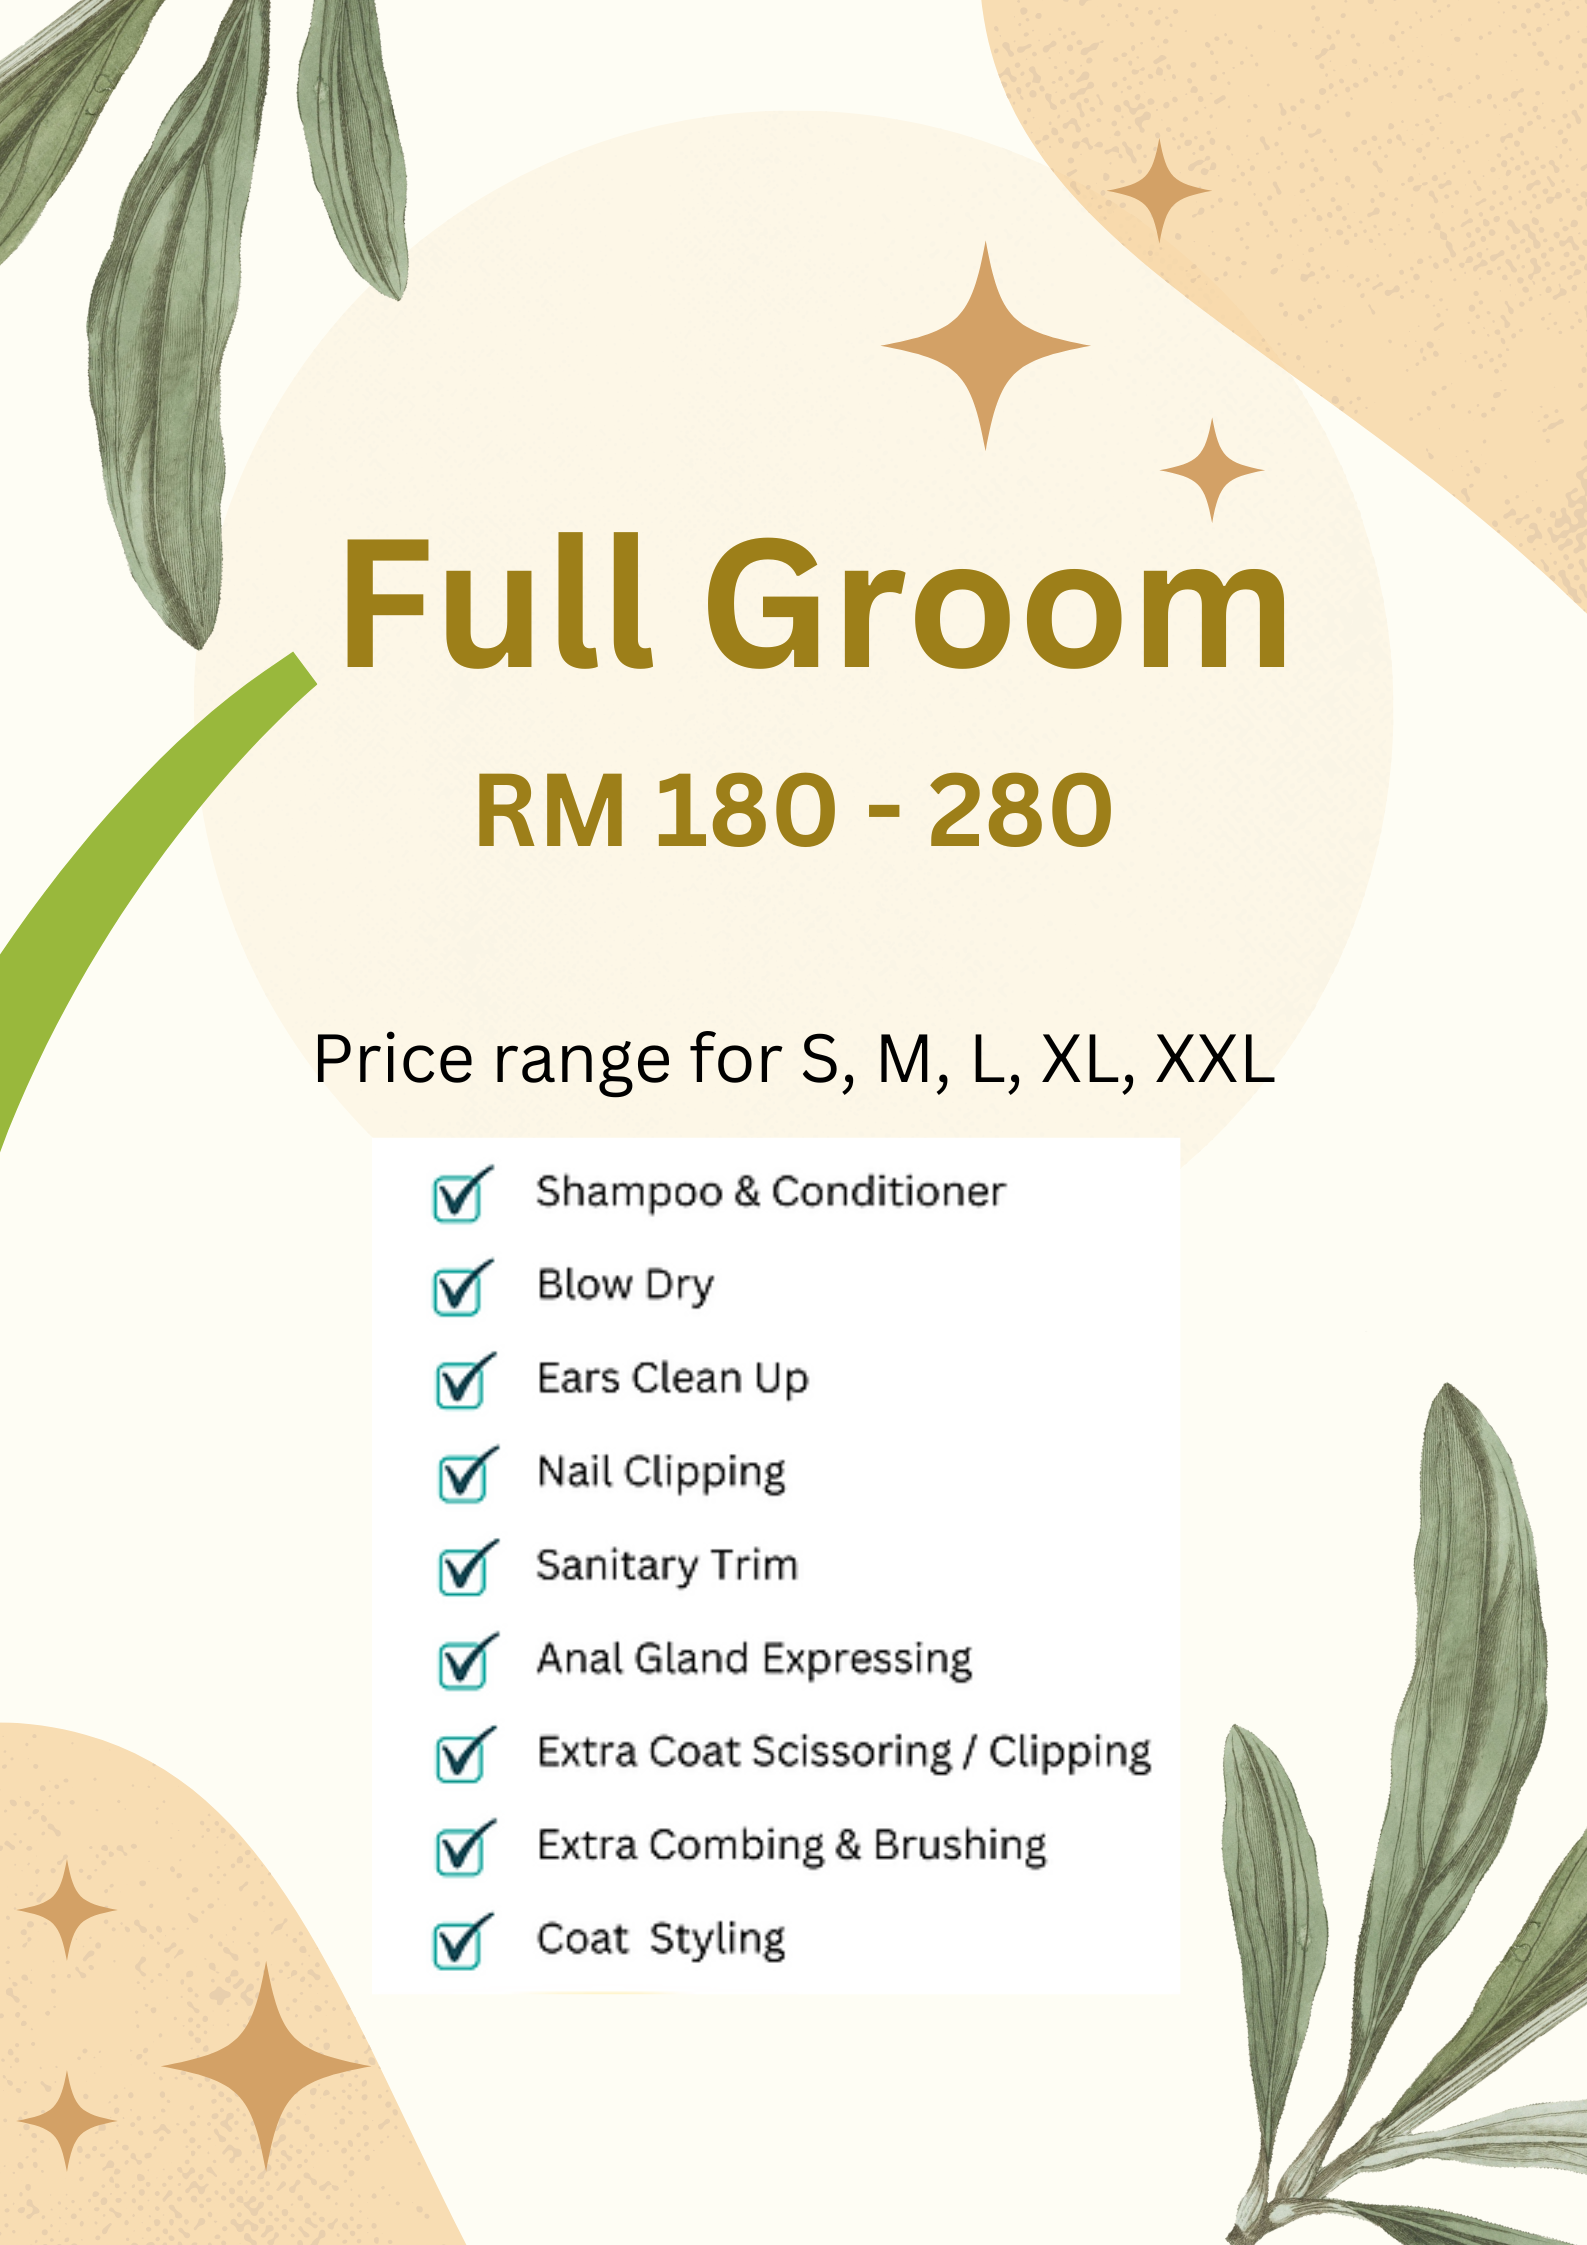 Full Groom
RM 180 - 280
Price range for S, M, L, XL, XXL
Shampoo & Conditioner
Blow Dry
Ears Clean Up
Nail Clipping
Sanitary Trim
Anal Gland Expressing
Extra Coat Scissoring / Clipping
Extra Combing & Brushing
Coat  Styling